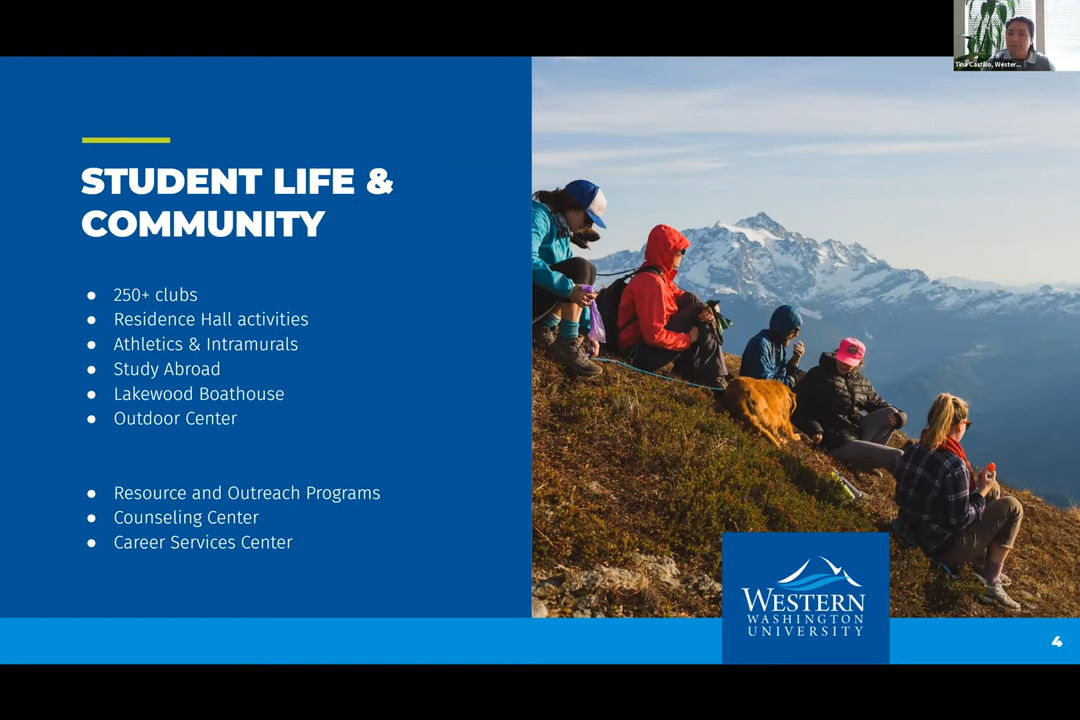 Tina Castillo, Wester...
STUDENT LIFE &
COMMUNITY
● 250+ clubs
● Residence Hall activities
● Athletics & Intramurals
● Study Abroad
● Lakewood Boathouse
● Outdoor Center
● Resource and Outreach Programs
● Counseling Center
● Career Services Center
WESTERN
WASHINGTON
UNIVERSITY
4